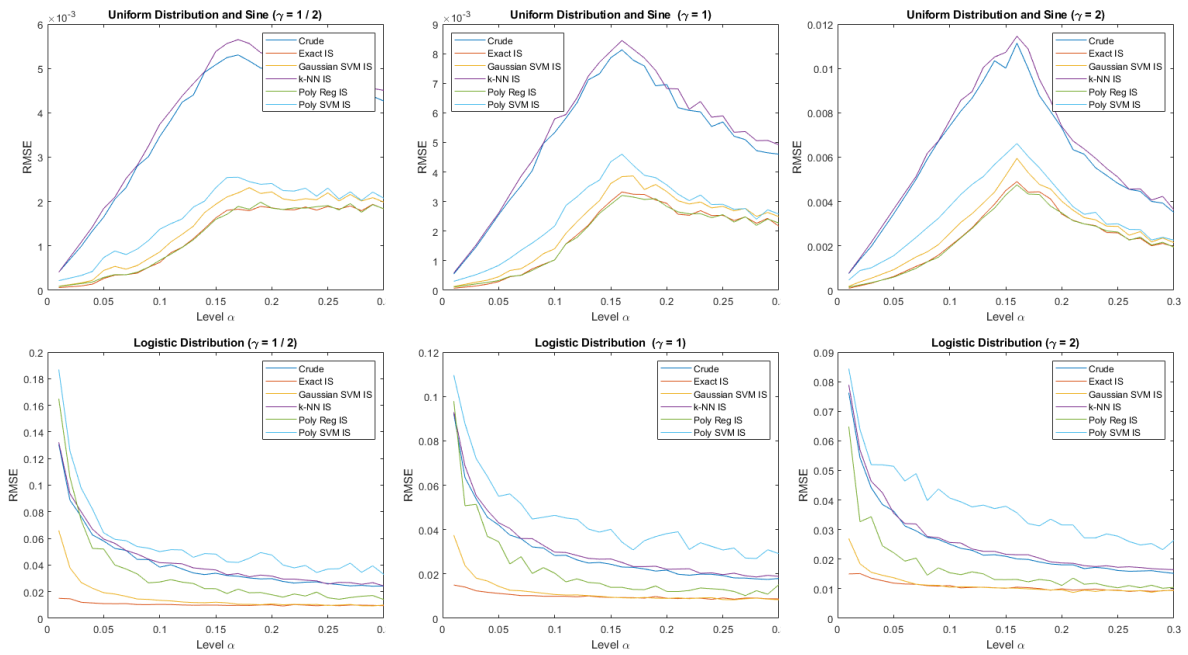 Uniform Distribution and Sine (γ = 1 / 2)
×10⁻³
6
5
4
3
2
1
0
RMSE
0
0.05
0.1
0.15
0.2
0.25
0.3
Level α
Crude
Exact IS
Gaussian SVM IS
k-NN IS
Poly Reg IS
Poly SVM IS
Uniform Distribution and Sine (γ = 1)
×10⁻³
9
8
7
6
5
4
3
2
1
0
RMSE
0
0.05
0.1
0.15
0.2
0.25
0.3
Level α
Crude
Exact IS
Gaussian SVM IS
k-NN IS
Poly Reg IS
Poly SVM IS
Uniform Distribution and Sine (γ = 2)
0.012
0.01
0.008
0.006
0.004
0.002
0
RMSE
0
0.05
0.1
0.15
0.2
0.25
0.3
Level α
Crude
Exact IS
Gaussian SVM IS
k-NN IS
Poly Reg IS
Poly SVM IS
Logistic Distribution (γ = 1 / 2)
0.2
0.18
0.16
0.14
0.12
0.1
0.08
0.06
0.04
0.02
0
RMSE
0
0.05
0.1
0.15
0.2
0.25
0.3
Level α
Crude
Exact IS
Gaussian SVM IS
k-NN IS
Poly Reg IS
Poly SVM IS
Logistic Distribution (γ = 1)
0.12
0.1
0.08
0.06
0.04
0.02
0
RMSE
0
0.05
0.1
0.15
0.2
0.25
0.3
Level α
Crude
Exact IS
Gaussian SVM IS
k-NN IS
Poly Reg IS
Poly SVM IS
Logistic Distribution (γ = 2)
0.09
0.08
0.07
0.06
0.05
0.04
0.03
0.02
0.01
0
RMSE
0
0.05
0.1
0.15
0.2
0.25
0.3
Level α
Crude
Exact IS
Gaussian SVM IS
k-NN IS
Poly Reg IS
Poly SVM IS